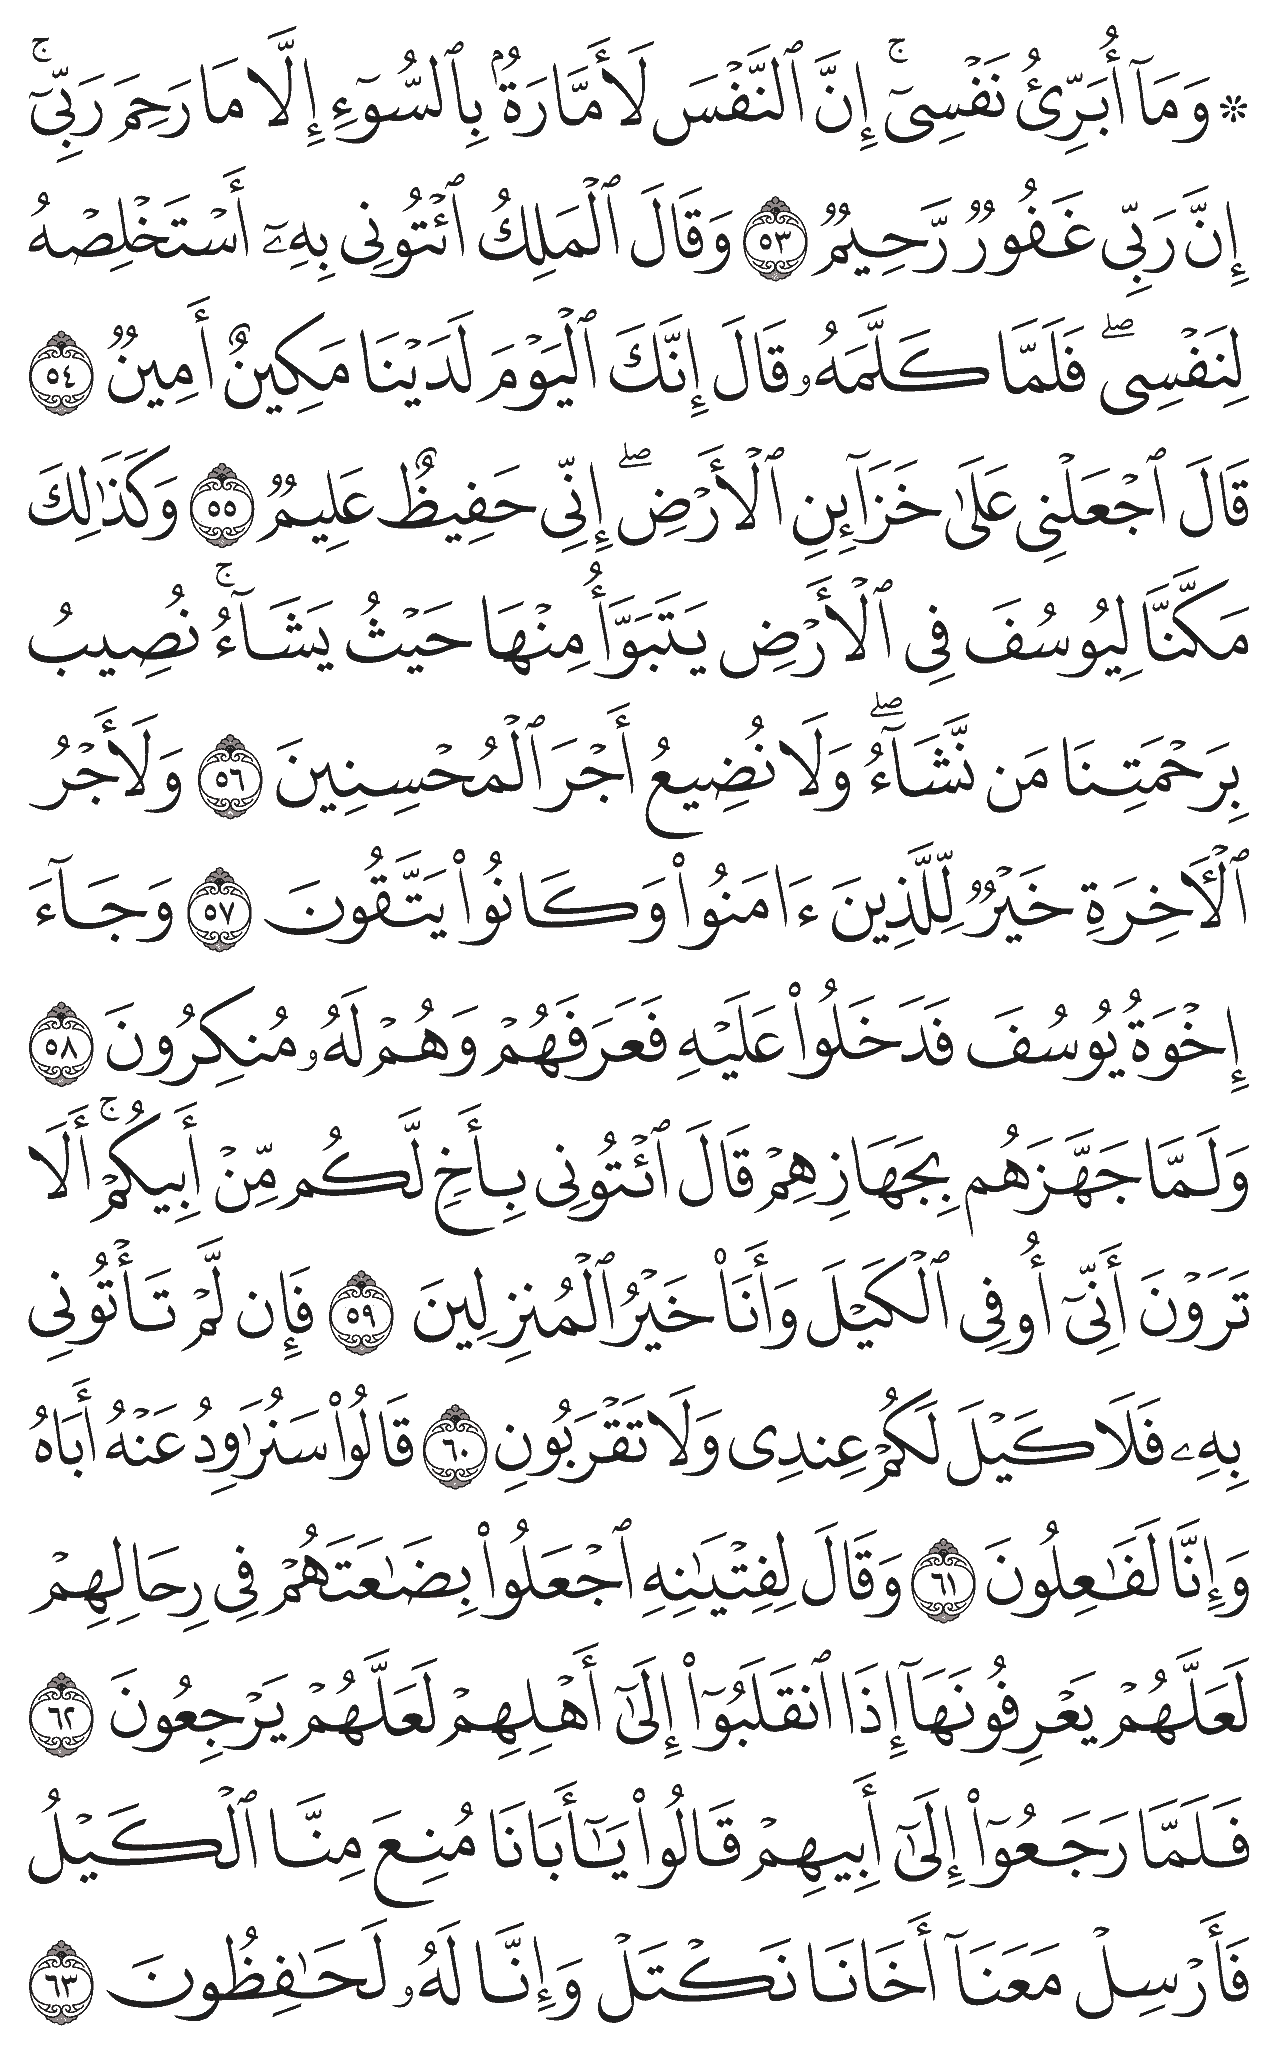 ۞ وَمَآ أُبَرِّئُ نَفۡسِيٓۚ إِنَّ ٱلنَّفۡسَ لَأَمَّارَةُۢ بِٱلسُّوٓءِ إِلَّا مَا رَحِمَ رَبِّيٓۚ
إِنَّ رَبِّي غَفُورٞ رَّحِيمٞ ٥٣ وَقَالَ ٱلۡمَلِكُ ٱئۡتُونِي بِهِۦٓ أَسۡتَخۡلِصۡهُ
لِنَفۡسِيۖ فَلَمَّا كَلَّمَهُۥ قَالَ إِنَّكَ ٱلۡيَوۡمَ لَدَيۡنَا مَكِينٌ أَمِينٞ ٥٤
قَالَ ٱجۡعَلۡنِي عَلَىٰ خَزَآئِنِ ٱلۡأَرۡضِۖ إِنِّي حَفِيظٌ عَلِيمٞ ٥٥ وَكَذَٰلِكَ
مَكَّنَّا لِيُوسُفَ فِي ٱلۡأَرۡضِ يَتَبَوَّأُ مِنۡهَا حَيۡثُ يَشَآءُۚ نُصِيبُ
بِرَحۡمَتِنَا مَن نَّشَآءُۖ وَلَا نُضِيعُ أَجۡرَ ٱلۡمُحۡسِنِينَ ٥٦ وَلَأَجۡرُ
ٱلۡأٓخِرَةِ خَيۡرٞ لِّلَّذِينَ ءَامَنُواْ وَكَانُواْ يَتَّقُونَ ٥٧ وَجَآءَ
إِخۡوَةُ يُوسُفَ فَدَخَلُواْ عَلَيۡهِ فَعَرَفَهُمۡ وَهُمۡ لَهُۥ مُنكِرُونَ ٥٨
وَلَمَّا جَهَّزَهُم بِجَهَازِهِمۡ قَالَ ٱئۡتُونِي بِأَخٖ لَّكُم مِّنۡ أَبِيكُمۡۚ أَلَا
تَرَوۡنَ أَنِّيٓ أُوفِي ٱلۡكَيۡلَ وَأَنَا۠ خَيۡرُ ٱلۡمُنزِلِينَ ٥٩ فَإِن لَّمۡ تَأۡتُونِي
بِهِۦ فَلَا كَيۡلَ لَكُمۡ عِندِي وَلَا تَقۡرَبُونِ ٦٠ قَالُواْ سَنُرَٰوِدُ عَنۡهُ أَبَاهُ
وَإِنَّا لَفَٰعِلُونَ ٦١ وَقَالَ لِفِتۡيَٰنِهِ ٱجۡعَلُواْ بِضَٰعَتَهُمۡ فِي رِحَالِهِمۡ
لَعَلَّهُمۡ يَعۡرِفُونَهَآ إِذَا ٱنقَلَبُوٓاْ إِلَىٰٓ أَهۡلِهِمۡ لَعَلَّهُمۡ يَرۡجِعُونَ ٦٢
فَلَمَّا رَجَعُوٓاْ إِلَىٰٓ أَبِيهِمۡ قَالُواْ يَٰٓأَبَانَا مُنِعَ مِنَّا ٱلۡكَيۡلُ
فَأَرۡسِلۡ مَعَنَآ أَخَانَا نَكۡتَلۡ وَإِنَّا لَهُۥ لَحَٰفِظُونَ ٦٣